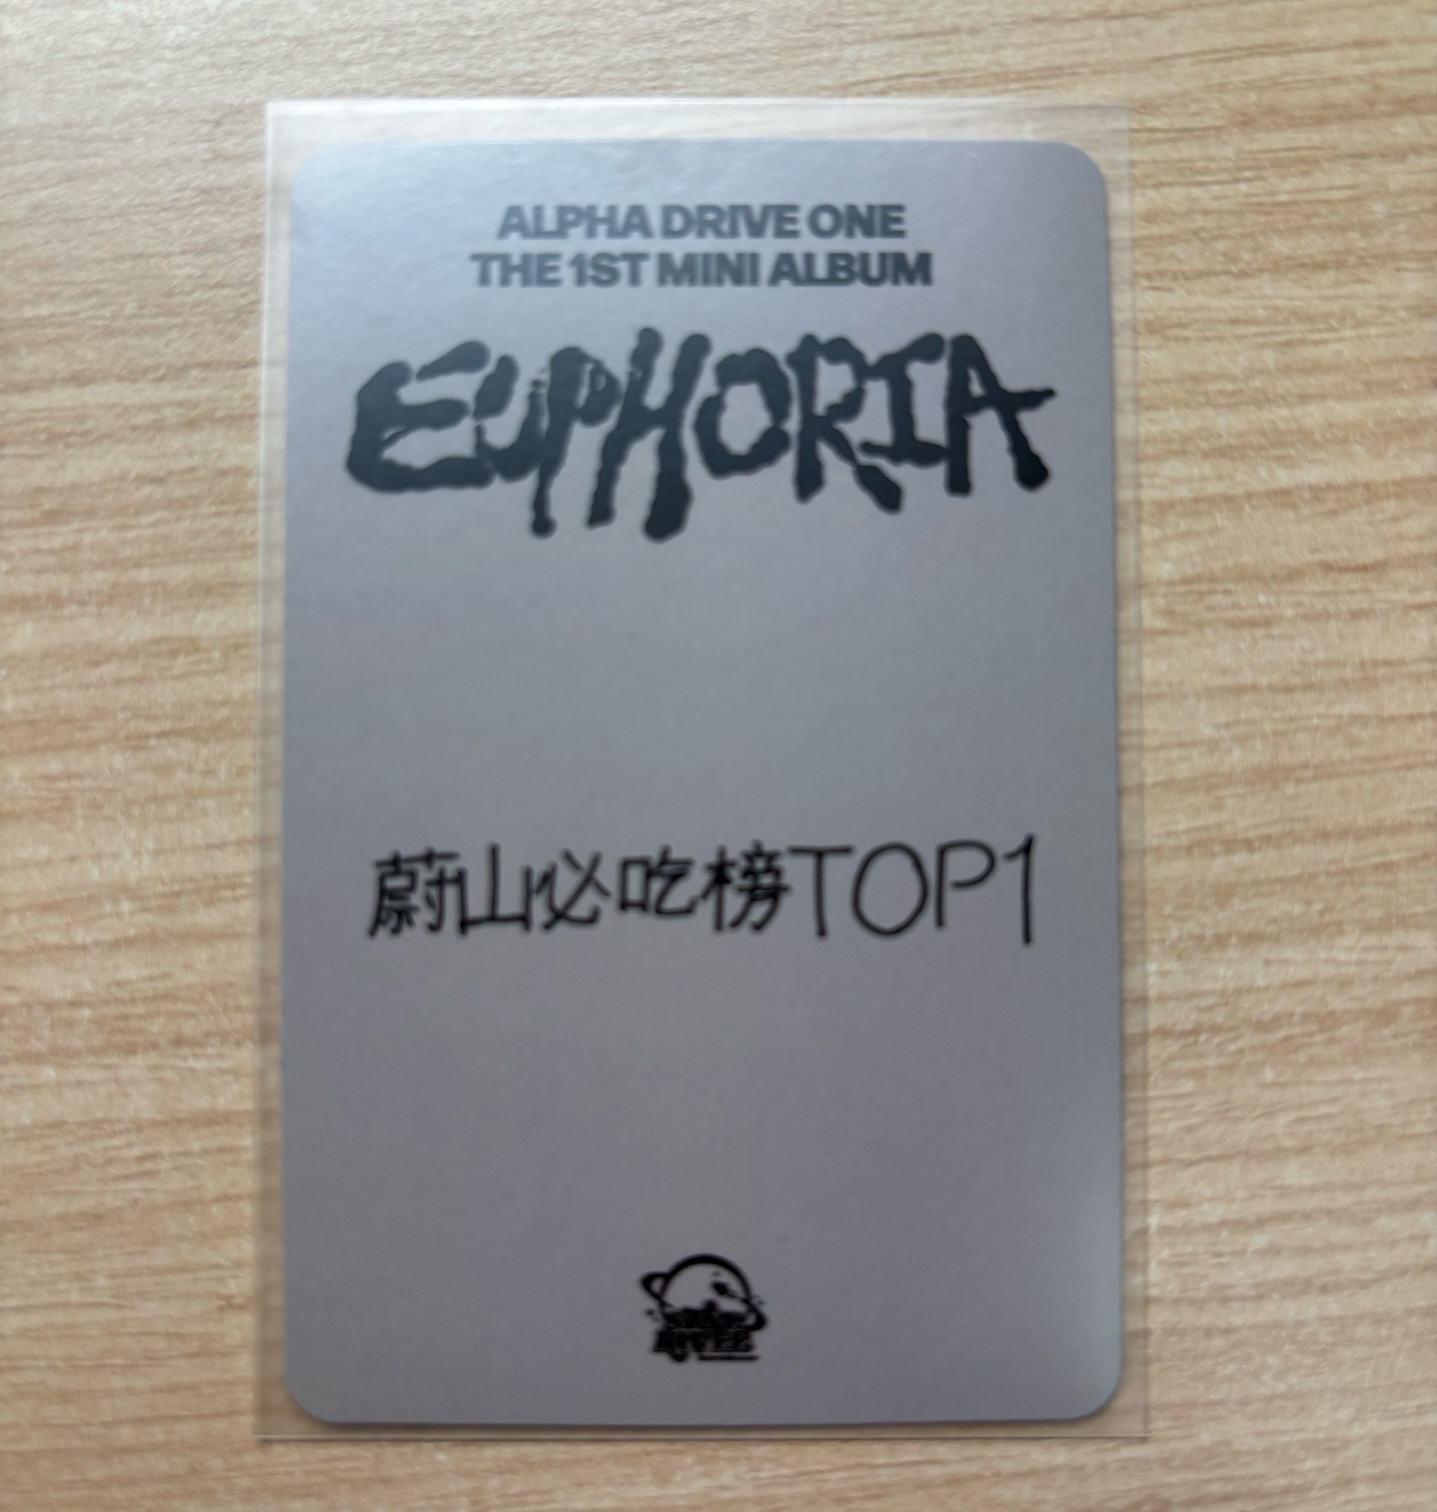 ALPHA DRIVE ONE
THE 1ST MINI ALBUM
EUPHORIA
蔚山必吃榜TOP1